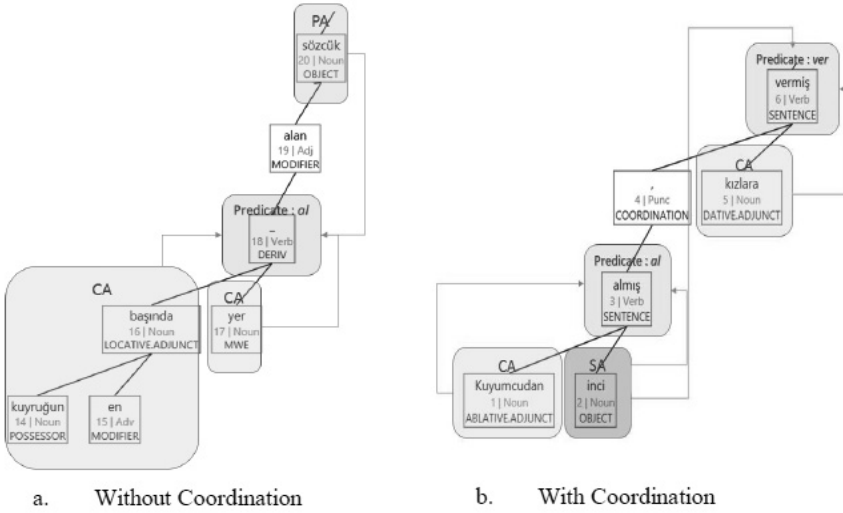 PA
sözcük
20 | Noun
OBJECT
alan
19 | Adj
MODIFIER
Predicate : al
_
18 | Verb
DERIV
CA
başında
16 | Noun
LOCATIVE.ADJUNCT
CA
yer
17 | Noun
MWE
kuyruğun
14 | Noun
POSSESSOR
en
15 | Adv
MODIFIER
a. Without Coordination
Predicate : ver
vermiş
6 | Verb
SENTENCE
,
4 | Punc
COORDINATION
CA
kızlara
5 | Noun
DATIVE.ADJUNCT
Predicate : al
almış
3 | Verb
SENTENCE
CA
Kuyumcudan
1 | Noun
ABLATIVE.ADJUNCT
SA
inci
2 | Noun
OBJECT
b. With Coordination